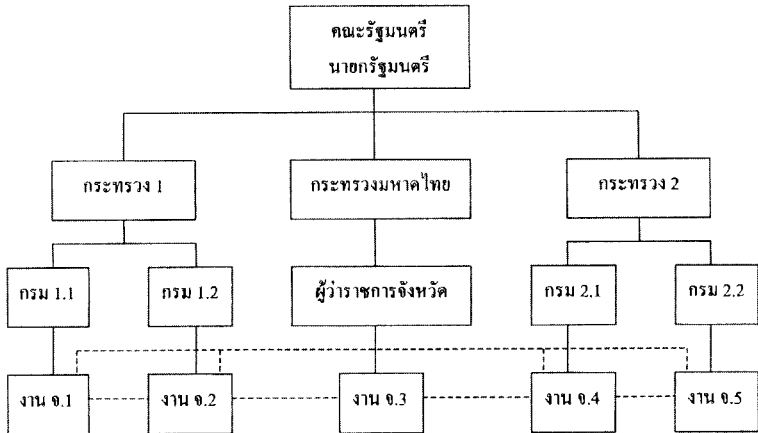 คณะรัฐมนตรี
นายกรัฐมนตรี
กระทรวง 1
กระทรวงมหาดไทย
กระทรวง 2
กรม 1.1
กรม 1.2
ผู้ว่าราชการจังหวัด
กรม 2.1
กรม 2.2
งาน จ.1
งาน จ.2
งาน จ.3
งาน จ.4
งาน จ.5